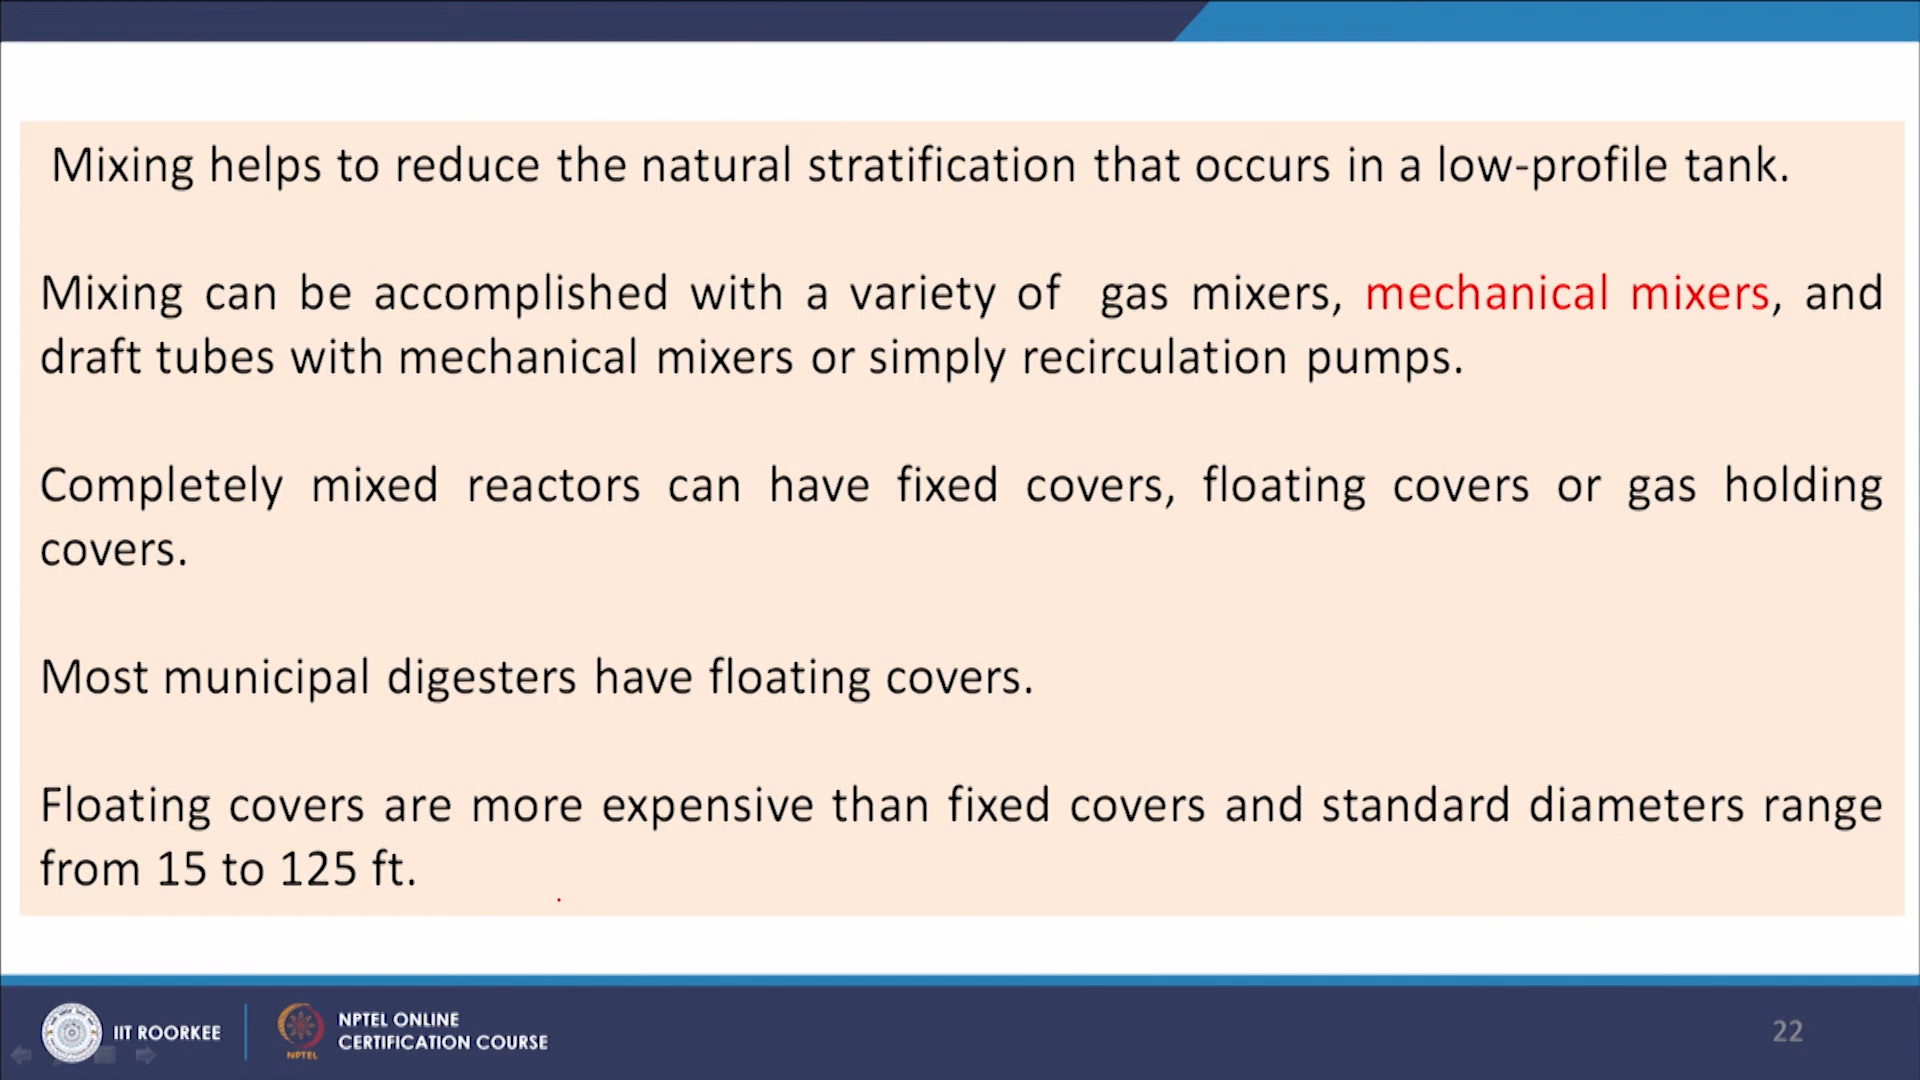 Mixing helps to reduce the natural stratification that occurs in a low-profile tank.
Mixing can be accomplished with a variety of gas mixers, mechanical mixers, and
draft tubes with mechanical mixers or simply recirculation pumps.
Completely mixed reactors can have fixed covers, floating covers or gas holding
covers.
Most municipal digesters have floating covers.
Floating covers are more expensive than fixed covers and standard diameters range
from 15 to 125 ft.
IIT ROORKEE
NPTEL
NPTEL ONLINE
CERTIFICATION COURSE
22